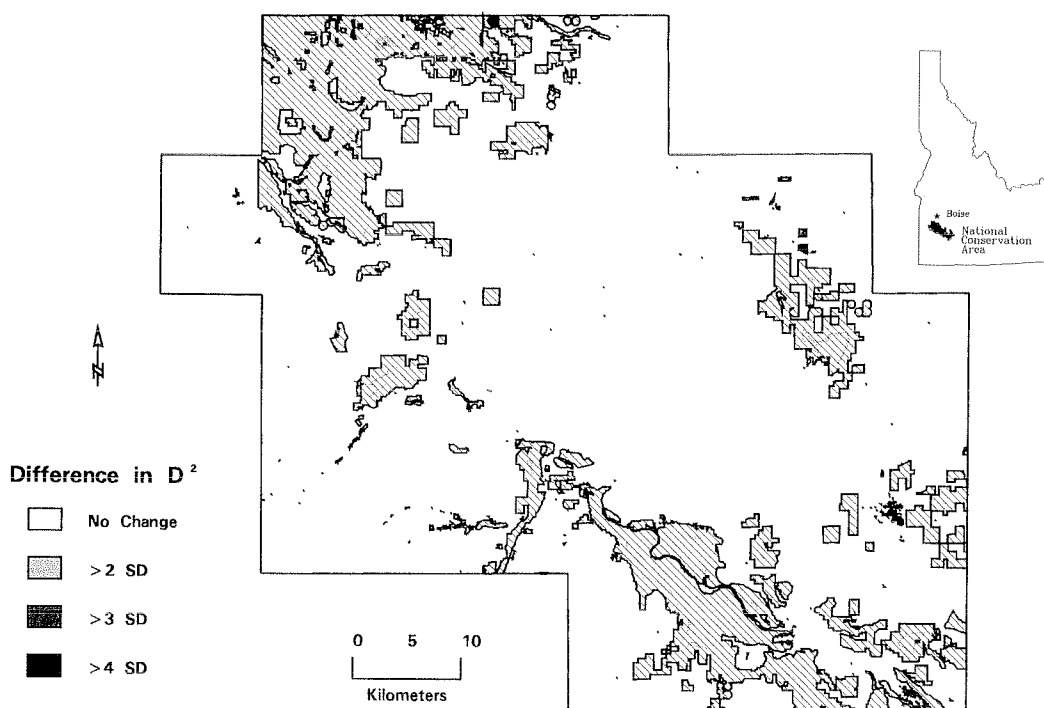 Boise
National
Conservation
Area
N
Difference in D²
No Change
>2 SD
>3 SD
>4 SD
0 5 10
Kilometers